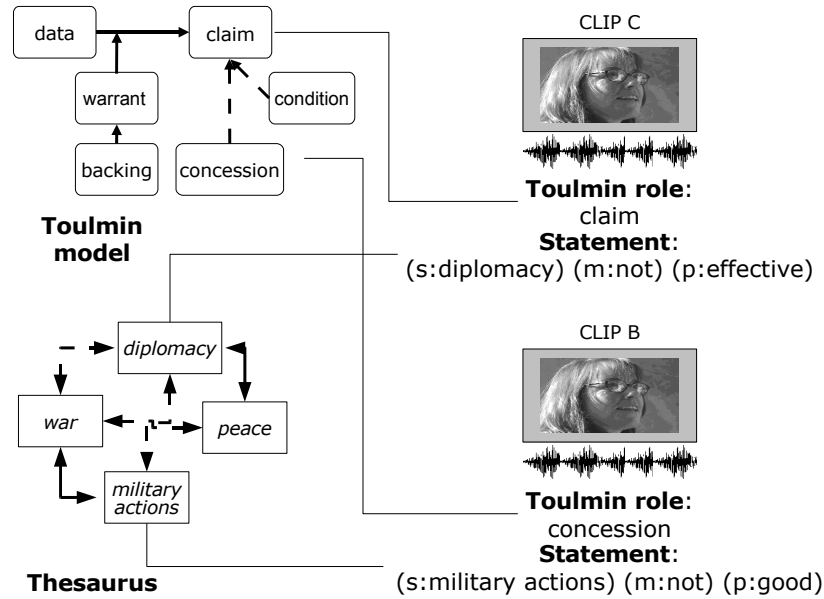 data
claim
warrant
condition
backing
concession
Toulmin
model
diplomacy
war
peace
military
actions
Thesaurus
CLIP C
Toulmin role:
claim
Statement:
(s:diplomacy) (m:not) (p:effective)
CLIP B
Toulmin role:
concession
Statement:
(s:military actions) (m:not) (p:good)